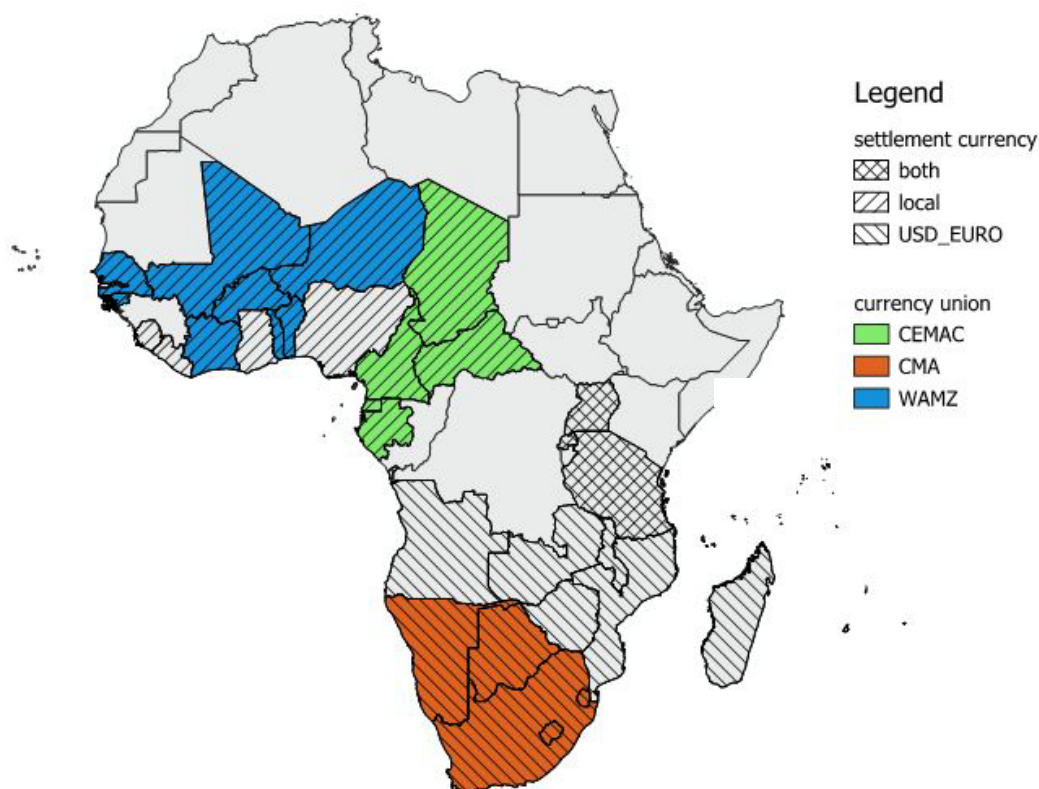 Legend
settlement currency
both
local
USD_EURO
currency union
CEMAC
CMA
WAMZ